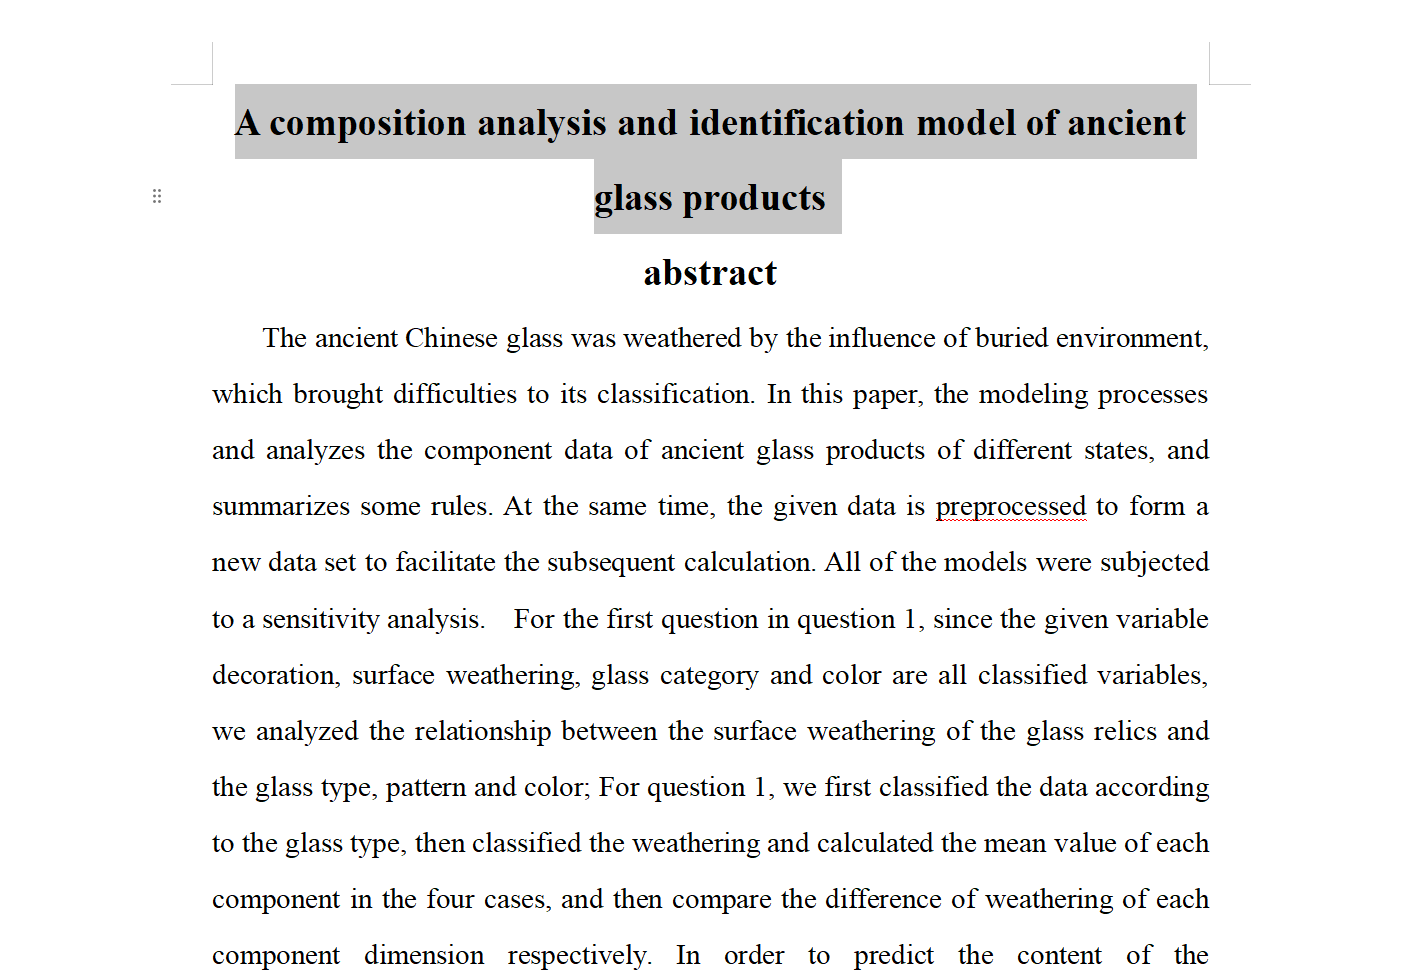 A composition analysis and identification model of ancient
glass products
abstract
The ancient Chinese glass was weathered by the influence of buried environment,
which brought difficulties to its classification. In this paper, the modeling processes
and analyzes the component data of ancient glass products of different states, and
summarizes some rules. At the same time, the given data is preprocessed to form a
new data set to facilitate the subsequent calculation. All of the models were subjected
to a sensitivity analysis. For the first question in question 1, since the given variable
decoration, surface weathering, glass category and color are all classified variables,
we analyzed the relationship between the surface weathering of the glass relics and
the glass type, pattern and color; For question 1, we first classified the data according
to the glass type, then classified the weathering and calculated the mean value of each
component in the four cases, and then compare the difference of weathering of each
component dimension respectively. In order to predict the content of the